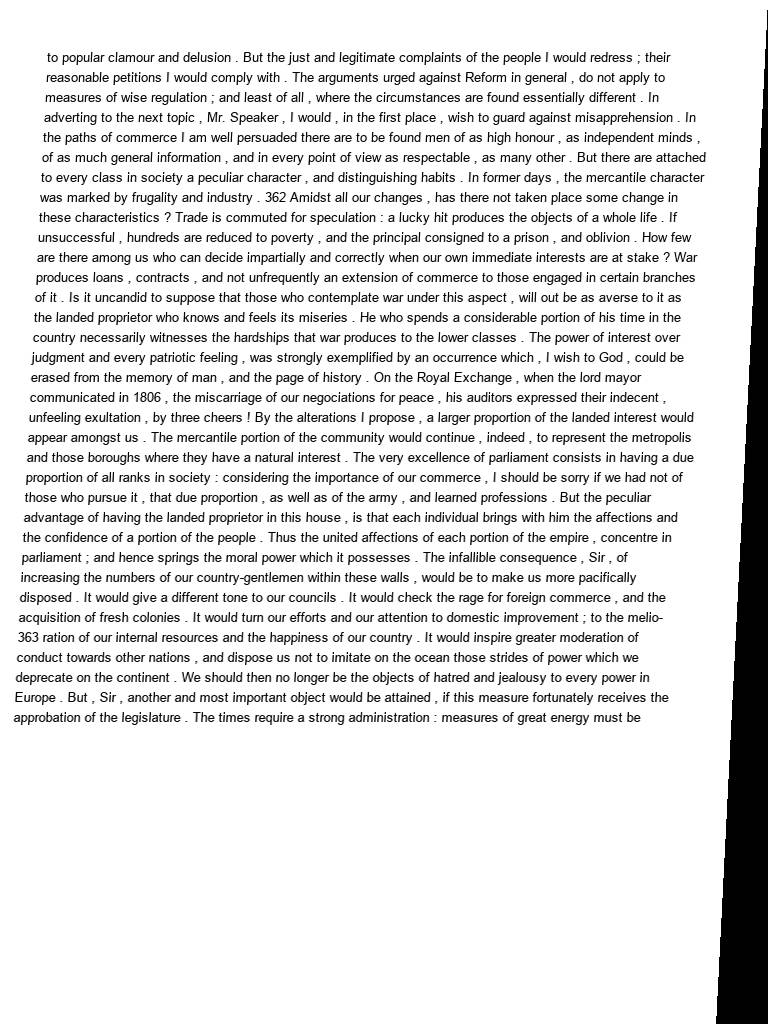 to popular clamour and delusion . But the just and legitimate complaints of the people I would redress ; their
reasonable petitions I would comply with . The arguments urged against Reform in general , do not apply to
measures of wise regulation ; and least of all , where the circumstances are found essentially different . In
adverting to the next topic , Mr. Speaker , I would , in the first place , wish to guard against misapprehension . In
the paths of commerce I am well persuaded there are to be found men of as high honour , as independent minds ,
of as much general information , and in every point of view as respectable , as many other . But there are attached
to every class in society a peculiar character , and distinguishing habits . In former days , the mercantile character
was marked by frugality and industry . 362 Amidst all our changes , has there not taken place some change in
these characteristics ? Trade is commuted for speculation : a lucky hit produces the objects of a whole life . If
unsuccessful , hundreds are reduced to poverty , and the principal consigned to a prison , and oblivion . How few
are there among us who can decide impartially and correctly when our own immediate interests are at stake ? War
produces loans , contracts , and not unfrequently an extension of commerce to those engaged in certain branches
of it . Is it uncandid to suppose that those who contemplate war under this aspect , will out be as averse to it as
the landed proprietor who knows and feels its miseries . He who spends a considerable portion of his time in the
country necessarily witnesses the hardships that war produces to the lower classes . The power of interest over
judgment and every patriotic feeling , was strongly exemplified by an occurrence which , I wish to God , could be
erased from the memory of man , and the page of history . On the Royal Exchange , when the lord mayor
communicated in 1806 , the miscarriage of our negociations for peace , his auditors expressed their indecent ,
unfeeling exultation , by three cheers ! By the alterations I propose , a larger proportion of the landed interest would
appear amongst us . The mercantile portion of the community would continue , indeed , to represent the metropolis
and those boroughs where they have a natural interest . The very excellence of parliament consists in having a due
proportion of all ranks in society : considering the importance of our commerce , I should be sorry if we had not of
those who pursue it , that due proportion , as well as of the army , and learned professions . But the peculiar
advantage of having the landed proprietor in this house , is that each individual brings with him the affections and
the confidence of a portion of the people . Thus the united affections of each portion of the empire , concentre in
parliament ; and hence springs the moral power which it possesses . The infallible consequence , Sir , of
increasing the numbers of our country-gentlemen within these walls , would be to make us more pacifically
disposed . It would give a different tone to our councils . It would check the rage for foreign commerce , and the
acquisition of fresh colonies . It would turn our efforts and our attention to domestic improvement ; to the melio-
363 ration of our internal resources and the happiness of our country . It would inspire greater moderation of
conduct towards other nations , and dispose us not to imitate on the ocean those strides of power which we
deprecate on the continent . We should then no longer be the objects of hatred and jealousy to every power in
Europe . But , Sir , another and most important object would be attained , if this measure fortunately receives the
approbation of the legislature . The times require a strong administration : measures of great energy must be